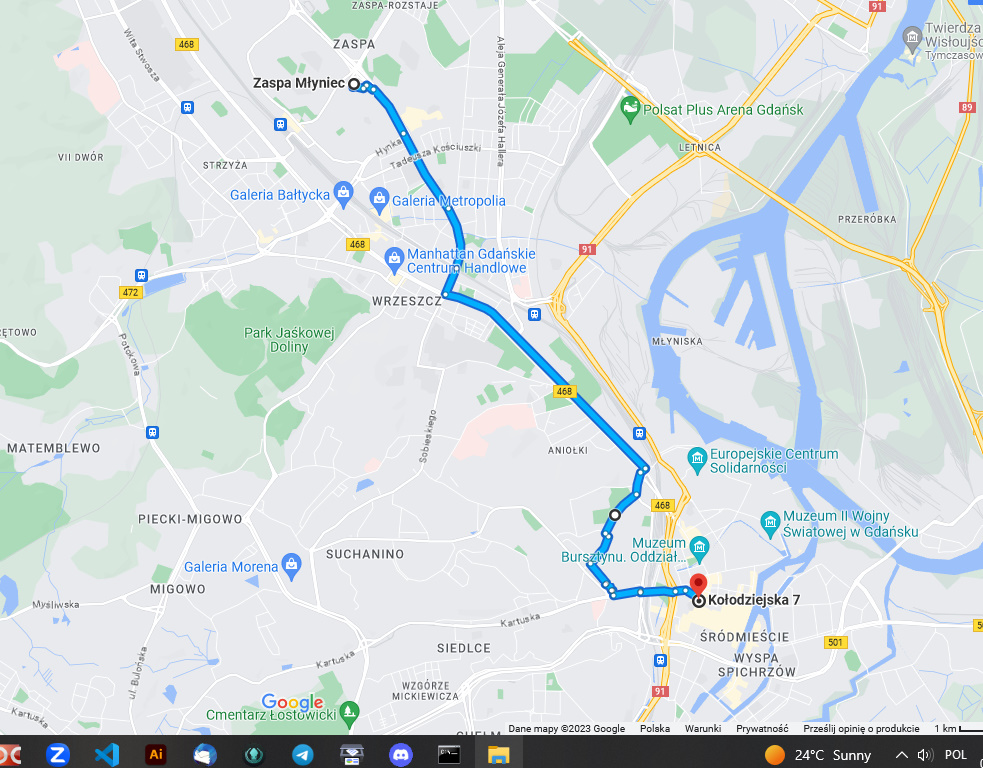 ZASPA-ROZSTAJE
91
Twierdza
Wisłoujśc
Tymczasow
Wita Stwosza
468
ZASPA
Aleja Generała Józefa Hallera
Zaspa Młyniec
Polsat Plus Arena Gdańsk
89
Hynka
Tadeusza Kościuszki
LETNICA
VII DWÓR
STRZYŻA
Galeria Bałtycka
Galeria Metropolia
PRZERÓBKA
468
91
Manhattan Gdańskie
Centrum Handlowe
472
WRZESZCZ
RĘTOWO
Park Jaśkowej
Doliny
Potokowa
MŁYNISKA
468
Sobieskiego
MATEMBLEWO
ANIOŁKI
Europejskie Centrum
Solidarności
468
PIECKI-MIGOWO
Muzeum II Wojny
Światowej w Gdańsku
SUCHANINO
Muzeum
Bursztynu. Oddział...
Galeria Morena
MIGOWO
Kołodziejska 7
Myśliwska
Kartuska
ŚRÓDMIEŚCIE
501
SIEDLCE
Kartuska
WYSPA
SPICHRZÓW
ul. Bulońska
WZGÓRZE
MICKIEWICZA
91
Google
Cmentarz Łostowicki
Kartuska
CHEŁM
Dane mapy ©2023 Google Polska Warunki Prywatność Prześlij opinię o produkcie 1 km
Z Ai 24°C Sunny POL